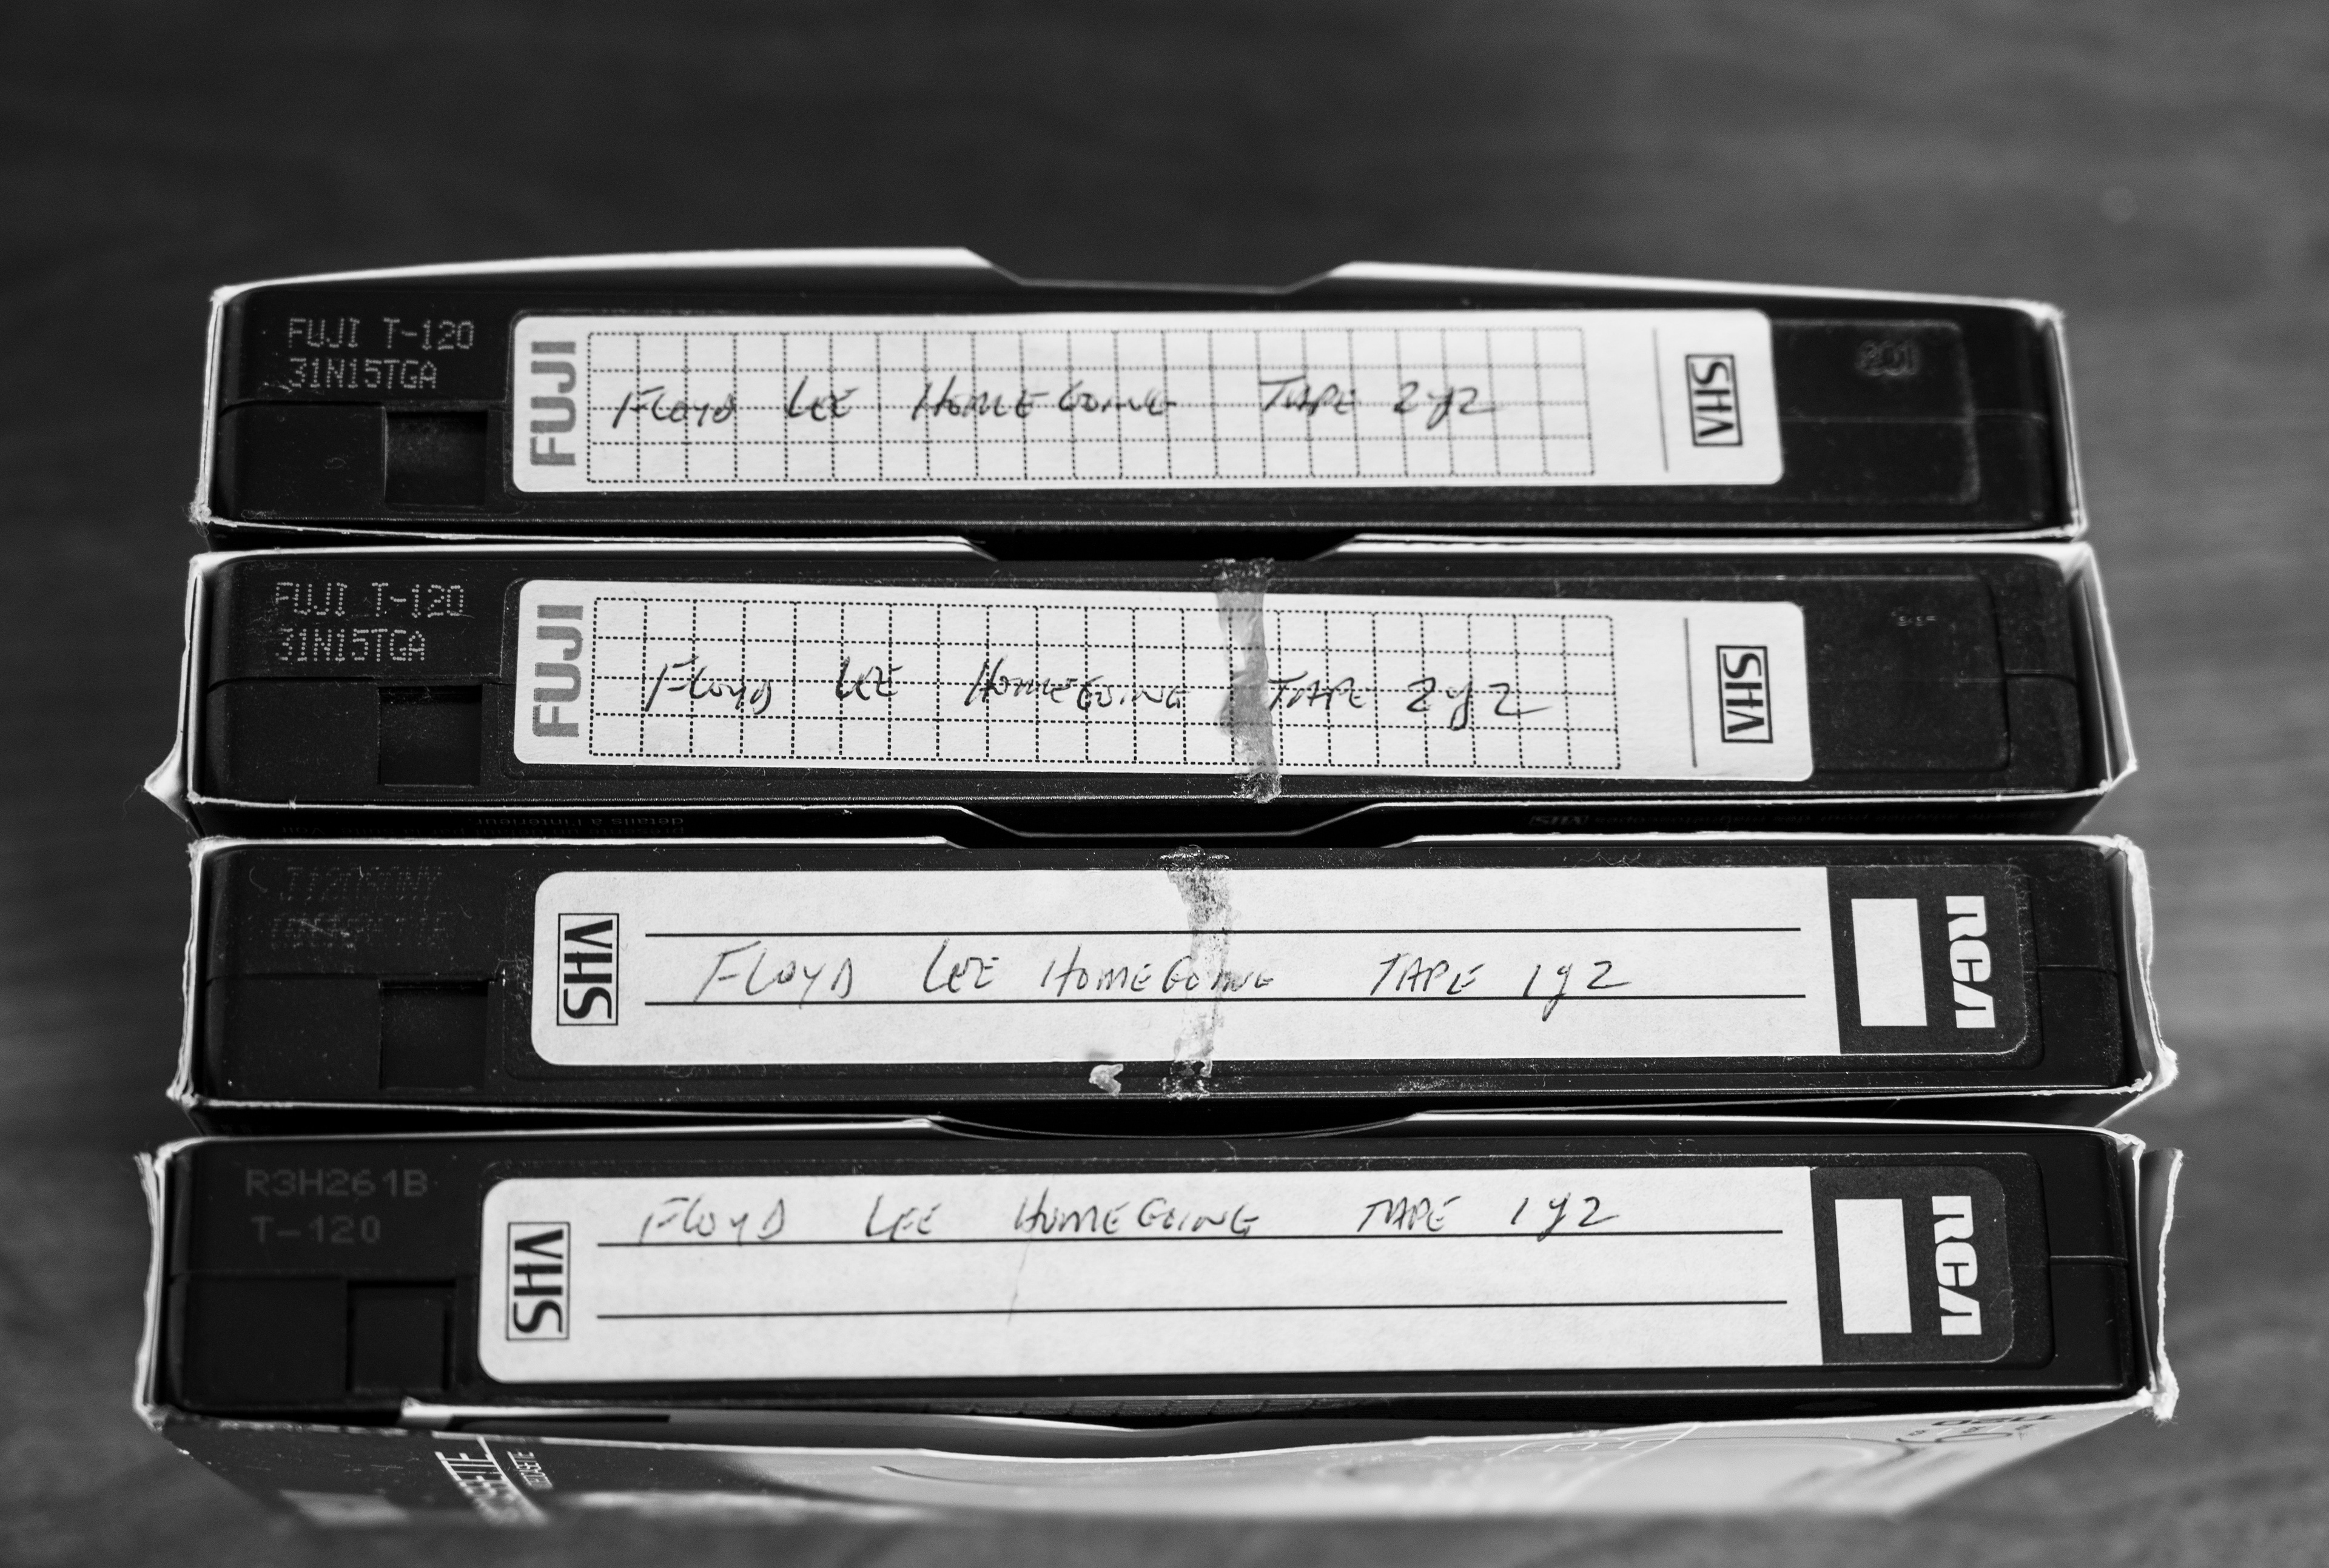 FUJI T-120
31N15TGA
FUJI
FLOYD LEE HOMEGOING TAPE 2 of 2
VHS
FUJI T-120
31N15TGA
FUJI
FLOYD LEE HOMEGOING TAPE 2 of 2
VHS
VHS
FLOYD LEE HOMEGOING TAPE 1 of 2
RCA
R3H261B
T-120
VHS
FLOYD LEE HOMEGOING TAPE 1 of 2
RCA